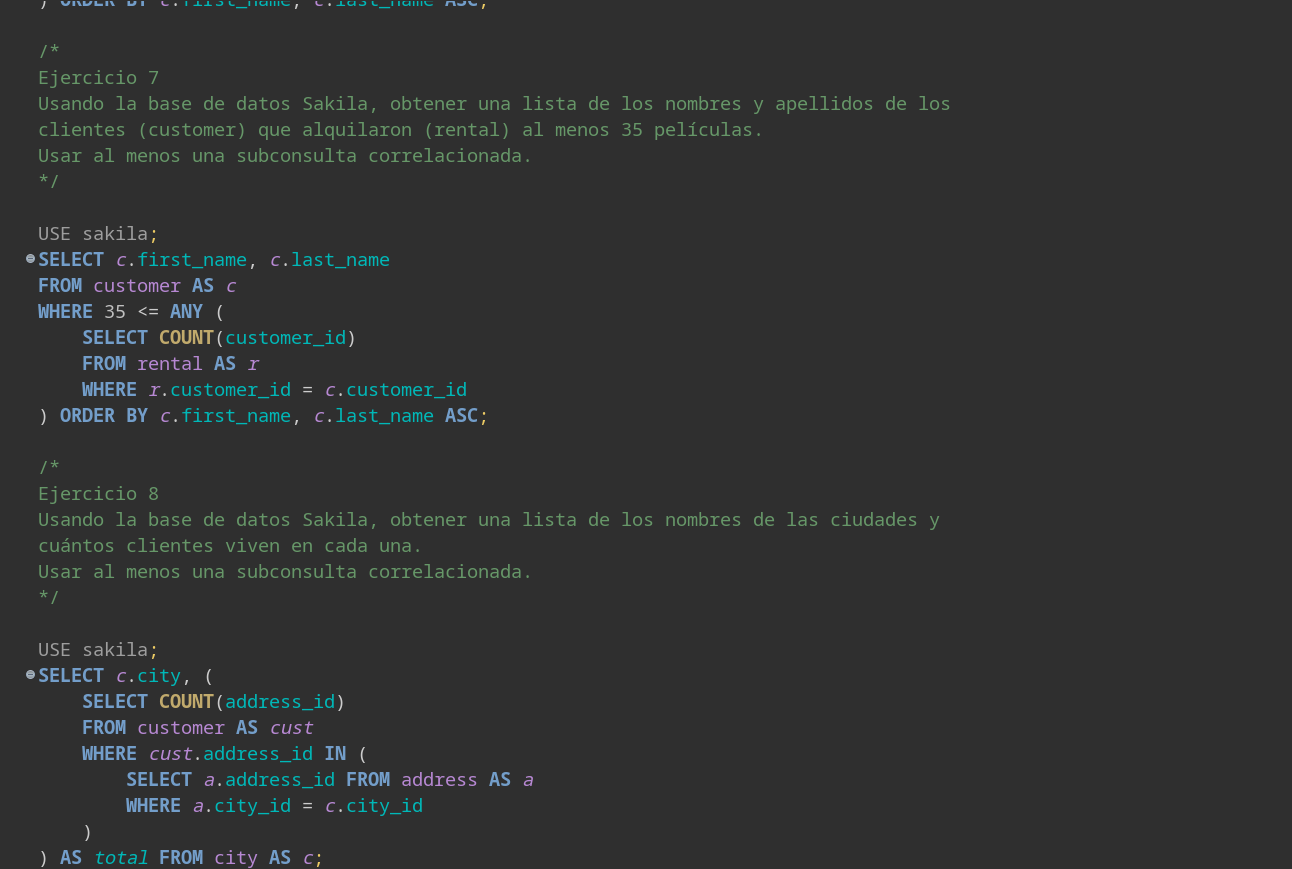 ) ORDER BY c.first_name, c.last_name ASC;
/*
Ejercicio 7
Usando la base de datos Sakila, obtener una lista de los nombres y apellidos de los
clientes (customer) que alquilaron (rental) al menos 35 películas.
Usar al menos una subconsulta correlacionada.
*/
USE sakila;
SELECT c.first_name, c.last_name
FROM customer AS c
WHERE 35 <= ANY (
    SELECT COUNT(customer_id)
    FROM rental AS r
    WHERE r.customer_id = c.customer_id
) ORDER BY c.first_name, c.last_name ASC;
/*
Ejercicio 8
Usando la base de datos Sakila, obtener una lista de los nombres de las ciudades y
cuántos clientes viven en cada una.
Usar al menos una subconsulta correlacionada.
*/
USE sakila;
SELECT c.city, (
    SELECT COUNT(address_id)
    FROM customer AS cust
    WHERE cust.address_id IN (
        SELECT a.address_id FROM address AS a
        WHERE a.city_id = c.city_id
    )
) AS total FROM city AS c;